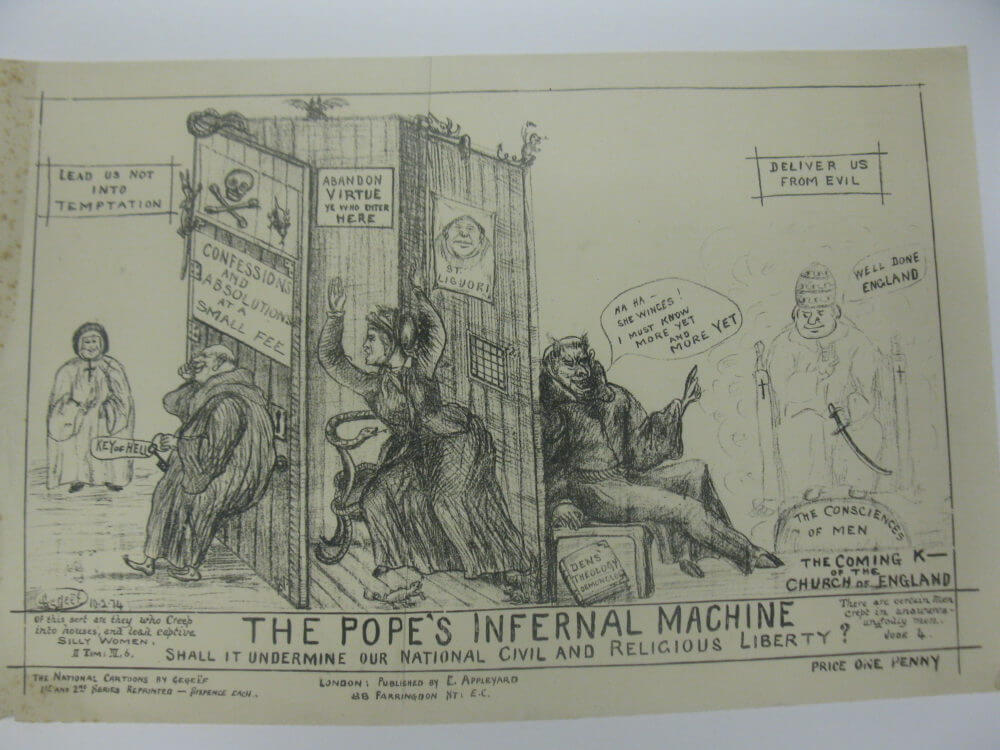 LEAD US NOT
INTO
TEMPTATION
CONFESSIONS
AND
ABSOLUTIONS
AT A
SMALL FEE
ABANDON
VIRTUE
YE WHO ENTER
HERE
ST.
LIGUORI
KEY OF HELL
HA HA —
SHE WINCES!
I MUST KNOW
MORE YET
AND
MORE YET
DENS'
THEOLOGY
DELIVER US
FROM EVIL
WELL DONE
ENGLAND
THE CONSCIENCES
OF MEN
THE COMING K—
OF THE
CHURCH OF ENGLAND
10-2-74
Of this sort are they who Creep
into houses, and lead captive
SILLY WOMEN.
II TIM: III. 6.
THE POPE'S INFERNAL MACHINE
SHALL IT UNDERMINE OUR NATIONAL CIVIL AND RELIGIOUS LIBERTY?
There are certain Men
crept in unawares —
ungodly men.
Jude 4.
PRICE ONE PENNY
THE NATIONAL CARTOONS BY GEGEËF
1ST AND 2ND SERIES REPRINTED — SIXPENCE EACH.
LONDON: PUBLISHED BY E. APPLEYARD
FARRINGDON ST: E.C.